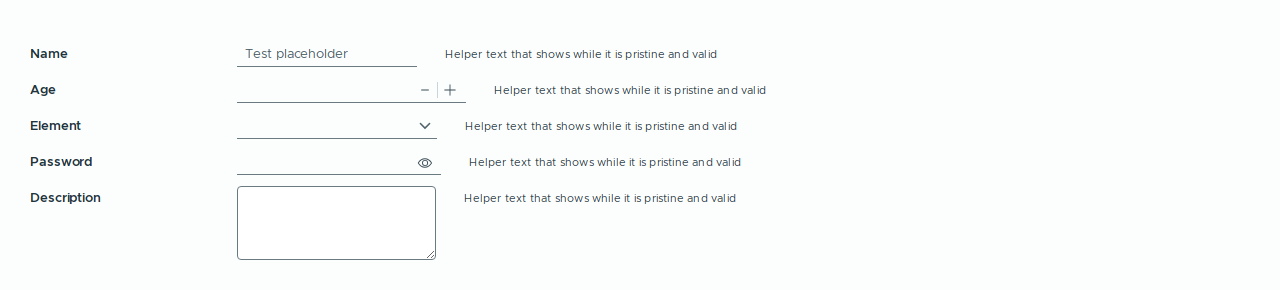 Name Test placeholder Helper text that shows while it is pristine and valid
Age Helper text that shows while it is pristine and valid
Element Helper text that shows while it is pristine and valid
Password Helper text that shows while it is pristine and valid
Description Helper text that shows while it is pristine and valid